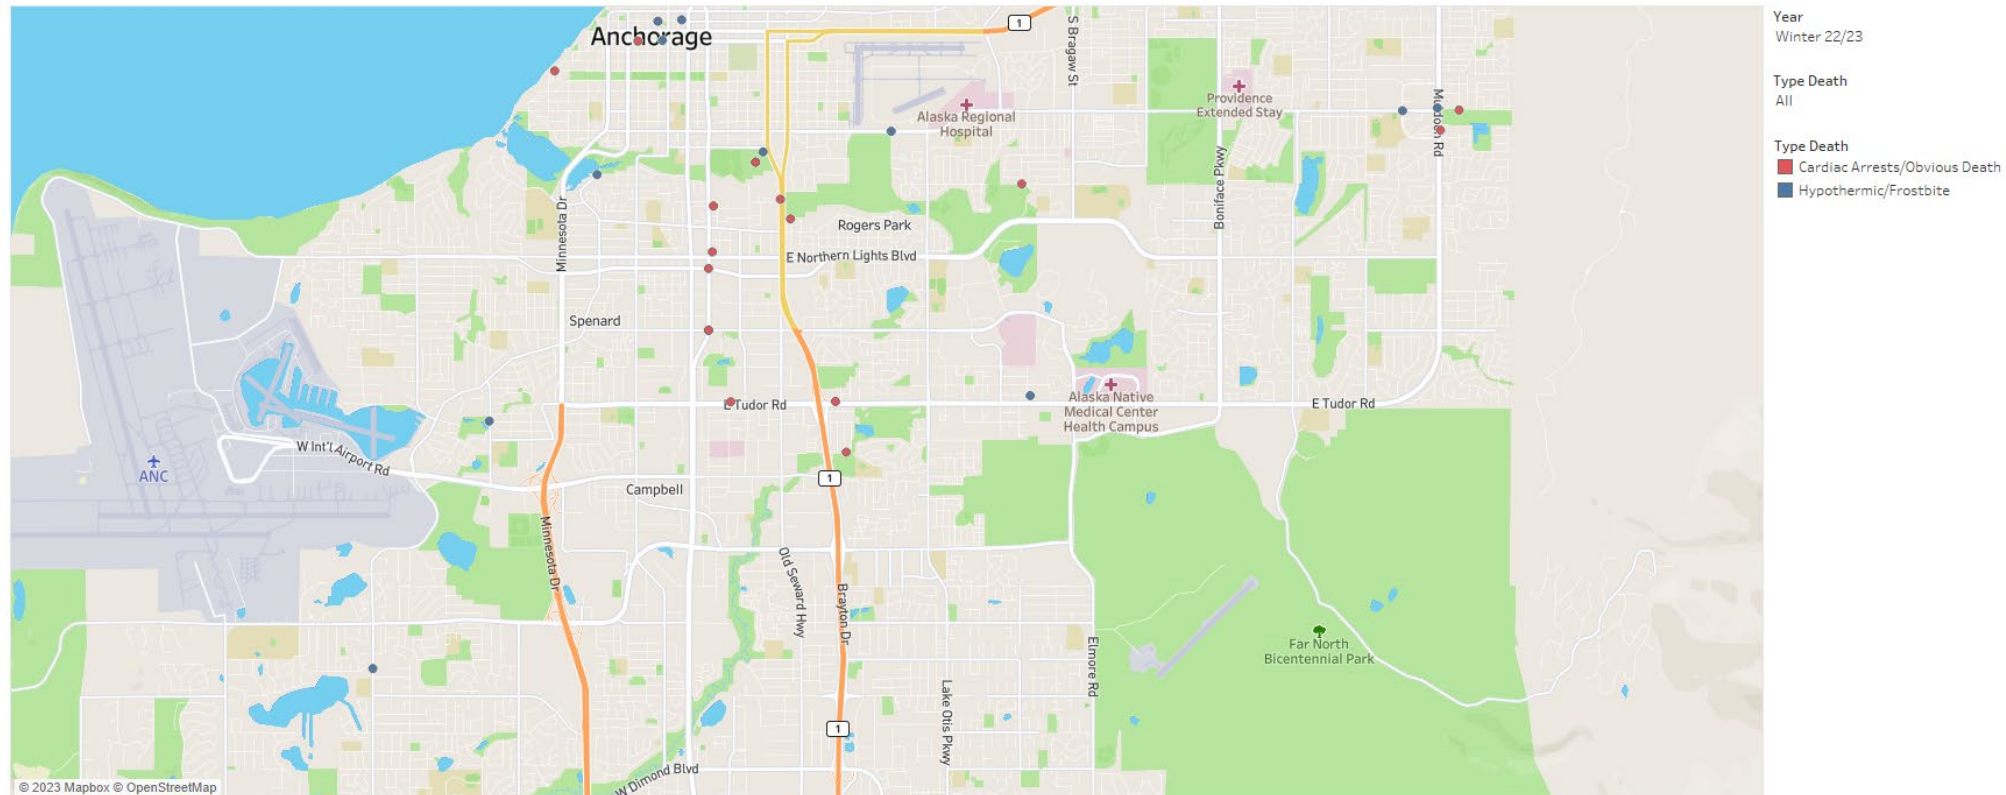 Anchorage
1
S Bragaw St
Alaska Regional
Hospital
Providence
Extended Stay
Muldoon Rd
Boniface Pkwy
Minnesota Dr
Rogers Park
E Northern Lights Blvd
Spenard
E Tudor Rd
E Tudor Rd
Alaska Native
Medical Center
Health Campus
W Int'l Airport Rd
ANC
1
Campbell
Minnesota Dr
Old Seward Hwy
Brayton Dr
Elmore Rd
Far North
Bicentennial Park
Lake Otis Pkwy
1
W Dimond Blvd
© 2023 Mapbox © OpenStreetMap
Year
Winter 22/23
Type Death
All
Type Death
Cardiac Arrests/Obvious Death
Hypothermic/Frostbite